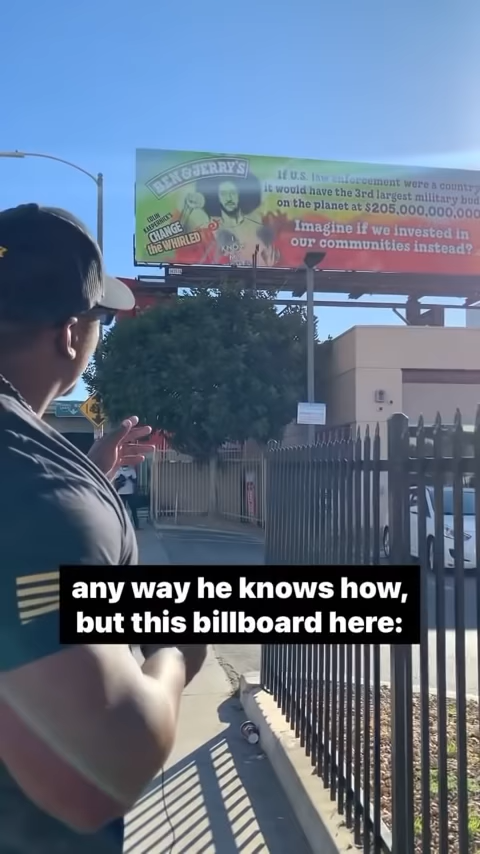 BEN & JERRY'S
COLIN
KAEPERNICK'S
CHANGE
the WHIRLED
If U.S. law enforcement were a country
it would have the 3rd largest military bud
on the planet at $205,000,000,000
Imagine if we invested in
our communities instead?
any way he knows how,
but this billboard here: